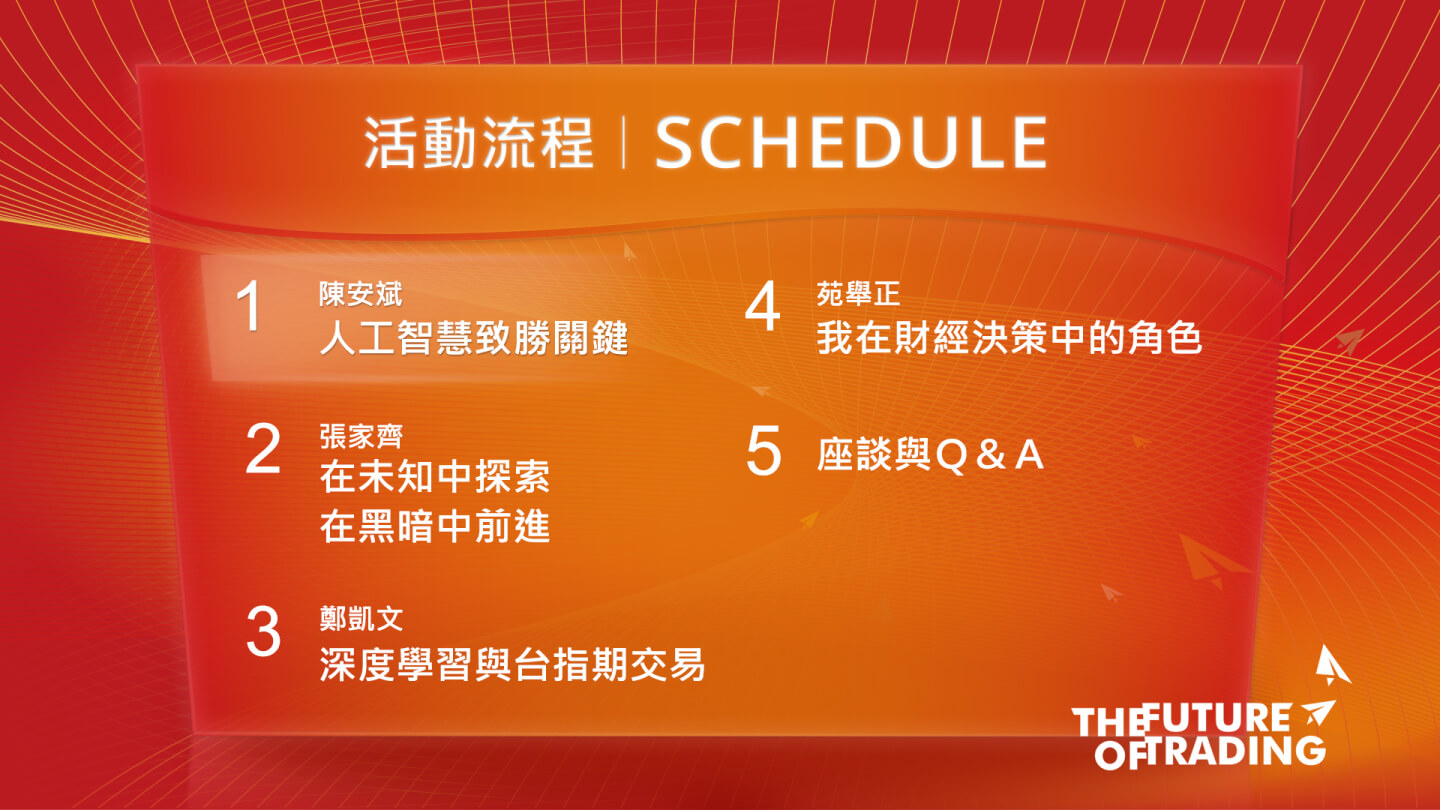 活動流程｜SCHEDULE
1
陳安斌
人工智慧致勝關鍵
2
張家齊
在未知中探索
在黑暗中前進
3
鄭凱文
深度學習與台指期交易
4
苑舉正
我在財經決策中的角色
5
座談與Q＆A
THE FUTURE
OF TRADING